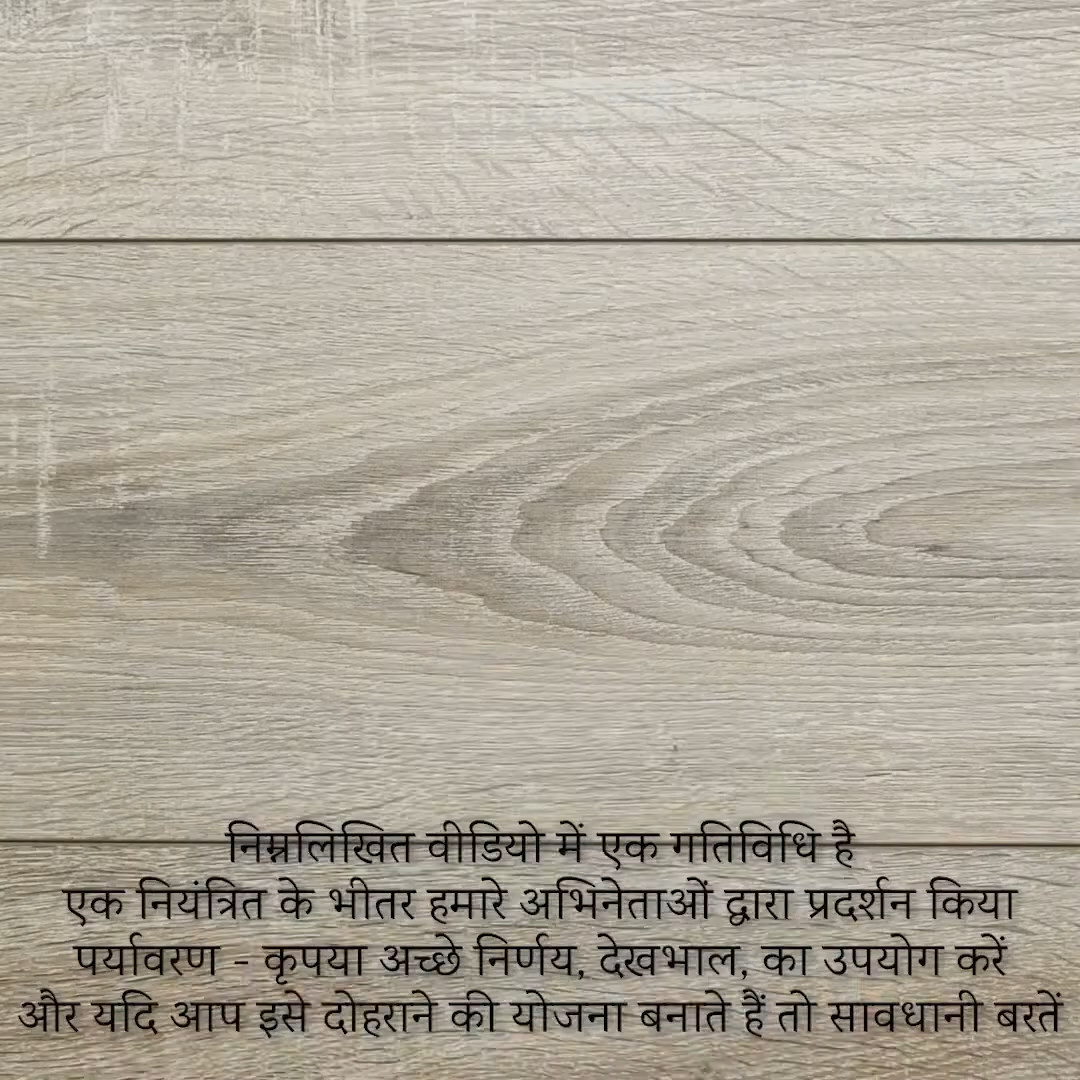 निम्नलिखित वीडियो में एक गतिविधि है
एक नियंत्रित के भीतर हमारे अभिनेताओं द्वारा प्रदर्शन किया
पर्यावरण - कृपया अच्छे निर्णय, देखभाल, का उपयोग करें
और यदि आप इसे दोहराने की योजना बनाते हैं तो सावधानी बरतें